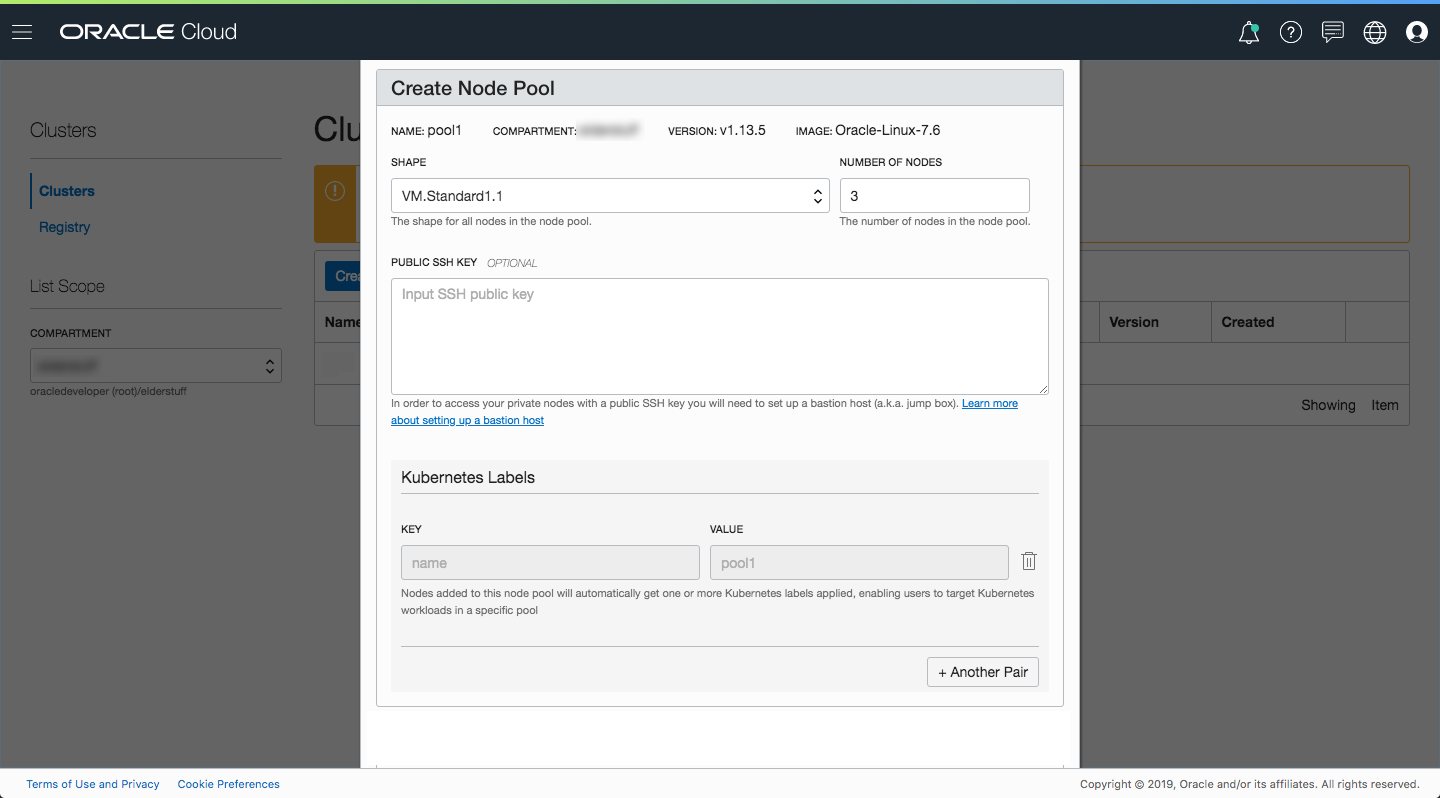 ORACLE Cloud
Clusters
Clusters
Registry
List Scope
COMPARTMENT
oracledeveloper (root)/elderstuff
Clu
Crea
Name
Version
Created
Showing Item
Create Node Pool
NAME: pool1 COMPARTMENT: VERSION: v1.13.5 IMAGE: Oracle-Linux-7.6
SHAPE
NUMBER OF NODES
VM.Standard1.1
3
The shape for all nodes in the node pool.
The number of nodes in the node pool.
PUBLIC SSH KEY OPTIONAL
Input SSH public key
In order to access your private nodes with a public SSH key you will need to set up a bastion host (a.k.a. jump box). Learn more
about setting up a bastion host
Kubernetes Labels
KEY
VALUE
name
pool1
Nodes added to this node pool will automatically get one or more Kubernetes labels applied, enabling users to target Kubernetes
workloads in a specific pool
+ Another Pair
Terms of Use and Privacy Cookie Preferences
Copyright © 2019, Oracle and/or its affiliates. All rights reserved.